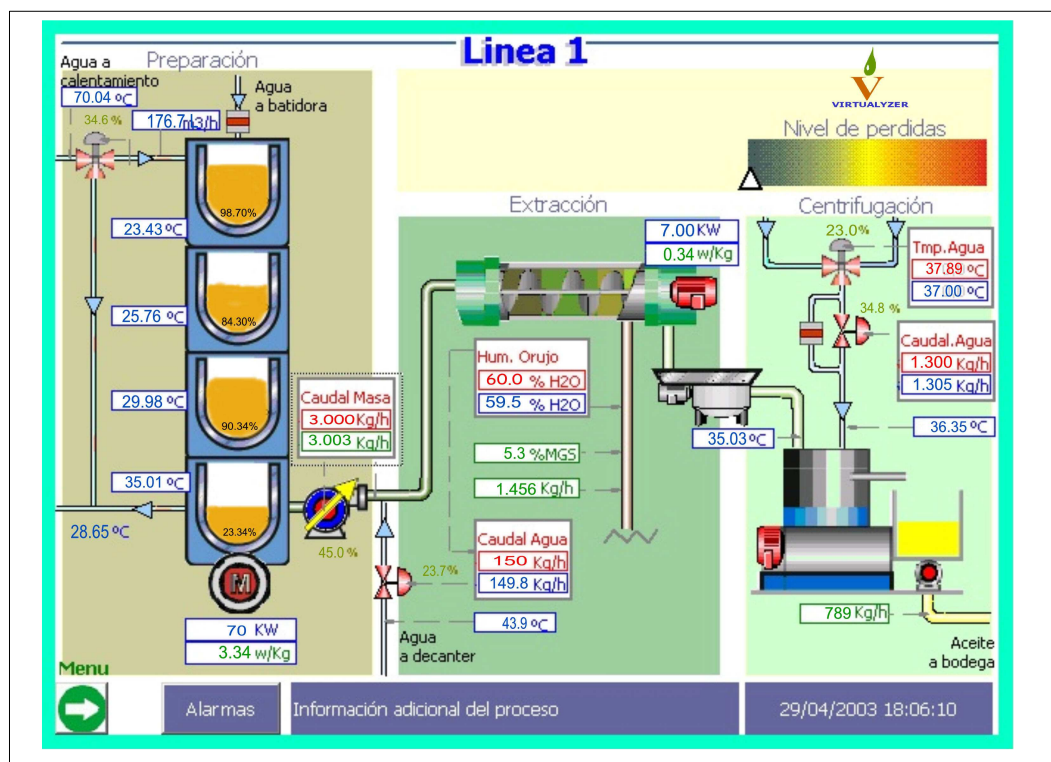 Linea 1
Preparación
Agua a
calentamiento
70.04 ºC
34.6 %
176.7 m3/h
Agua
a batidora
98.70%
23.43 ºC
84.30%
25.76 ºC
90.34%
29.98 ºC
23.34%
35.01 ºC
28.65 ºC
70 KW
3.34 w/Kg
Caudal Masa
3.000Kg/h
3.003 Kg/h
45.0 %
Extracción
7.00KW
0.34 w/Kg
Hum. Orujo
60.0 % H2O
59.5 % H2O
5.3 %MGS
1.456 Kg/h
Caudal Agua
150 Kg/h
149.8 Kg/h
23.7%
43.9 ºC
Agua
a decanter
VIRTUALYZER
Nivel de perdidas
Centrifugación
23.0%
Tmp.Agua
37.89 ºC
37.00 ºC
34.8 %
Caudal.Agua
1.300 Kg/h
1.305 Kg/h
35.03 ºC
36.35 ºC
789 Kg/h
Aceite
a bodega
Menu
Alarmas
Información adicional del proceso
29/04/2003 18:06:10